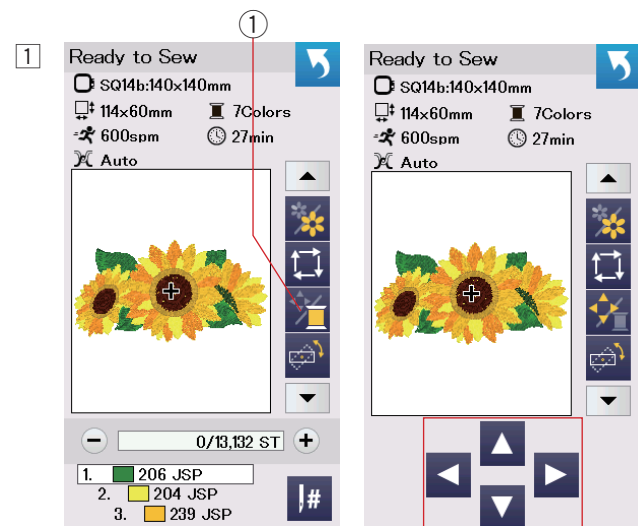 ①
1
Ready to Sew
SQ14b:140x140mm
114x60mm 7Colors
600spm 27min
Auto
0/13,132 ST
1. 206 JSP
2. 204 JSP
3. 239 JSP
#
Ready to Sew
SQ14b:140x140mm
114x60mm 7Colors
600spm 27min
Auto